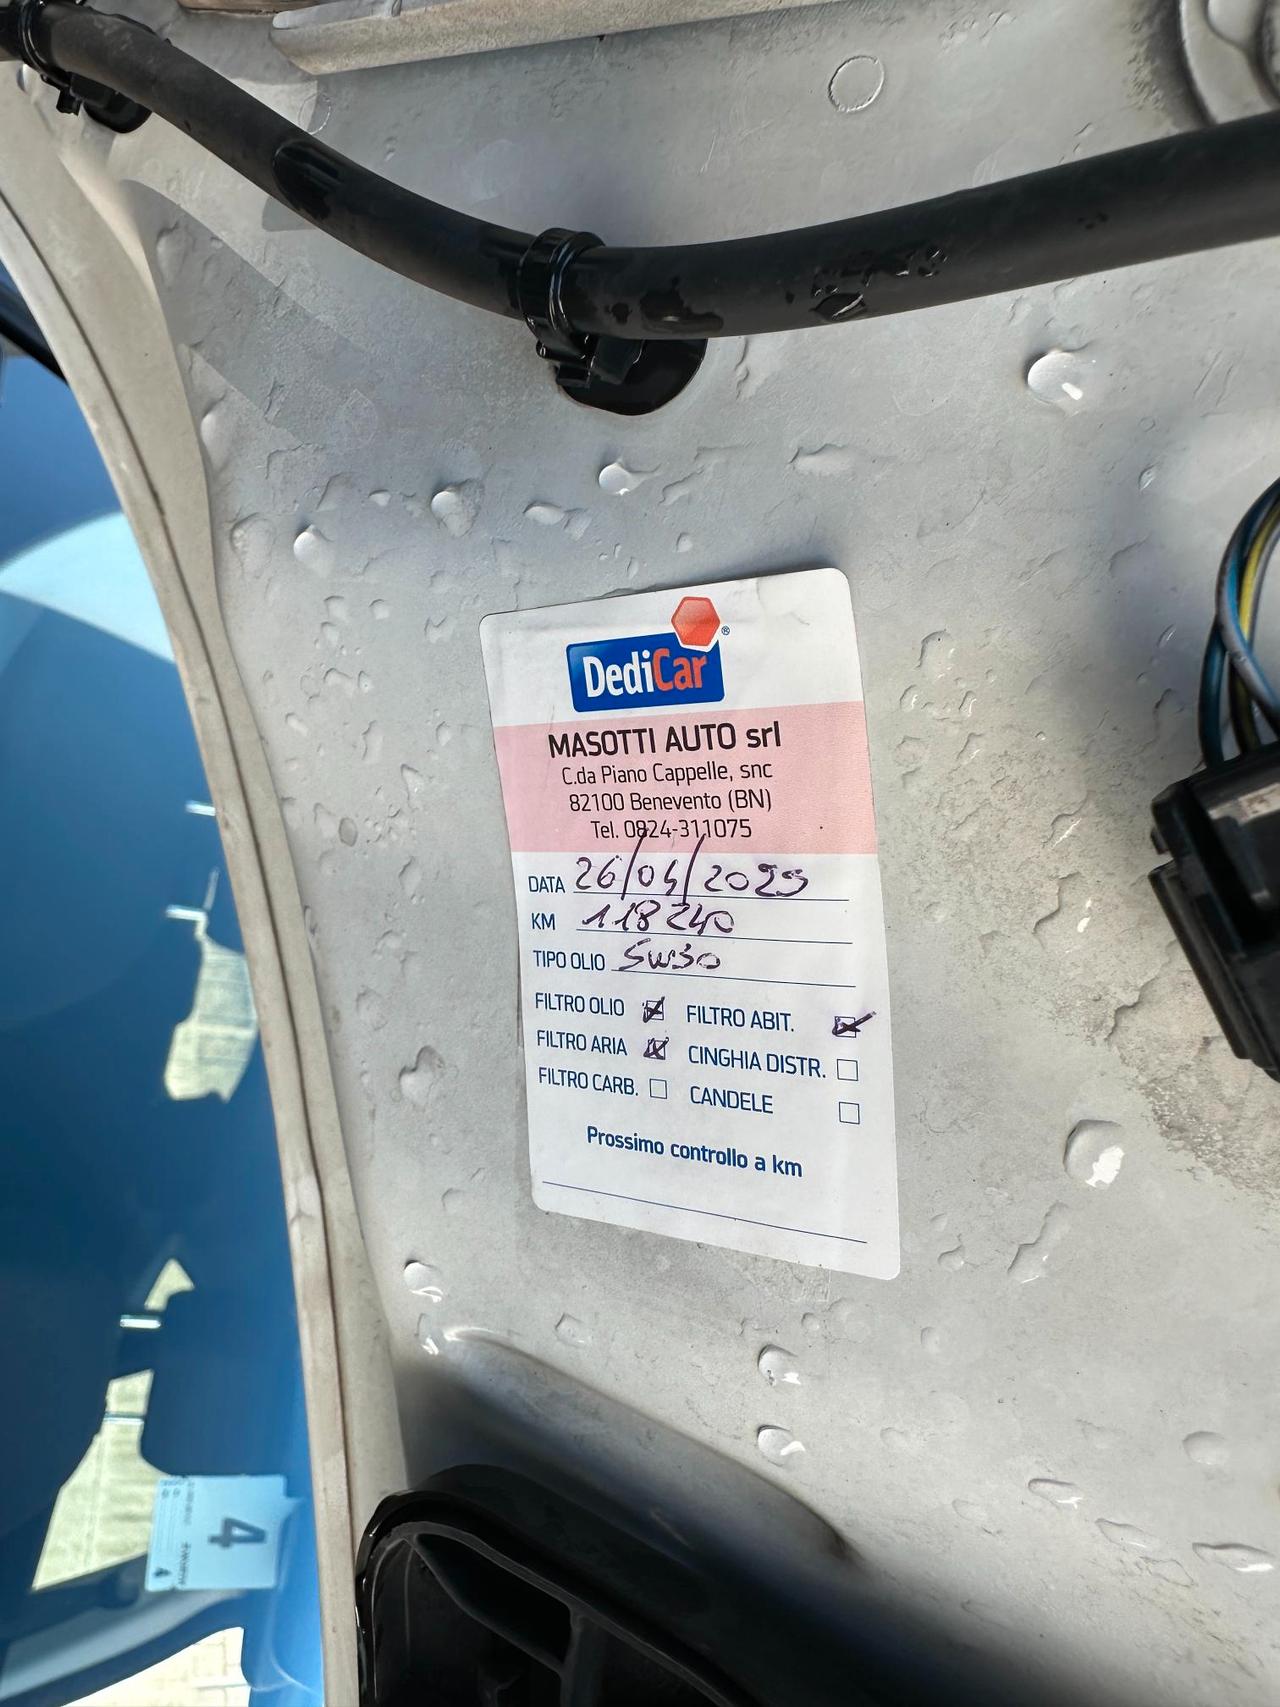 DediCar®
MASOTTI AUTO srl
C.da Piano Cappelle, snc
82100 Benevento (BN)
Tel. 0824-311075
DATA 26/04/2025
KM 118240
TIPO OLIO 5W30
FILTRO OLIO FILTRO ABIT.
FILTRO ARIA CINGHIA DISTR.
FILTRO CARB. CANDELE
Prossimo controllo a km
4